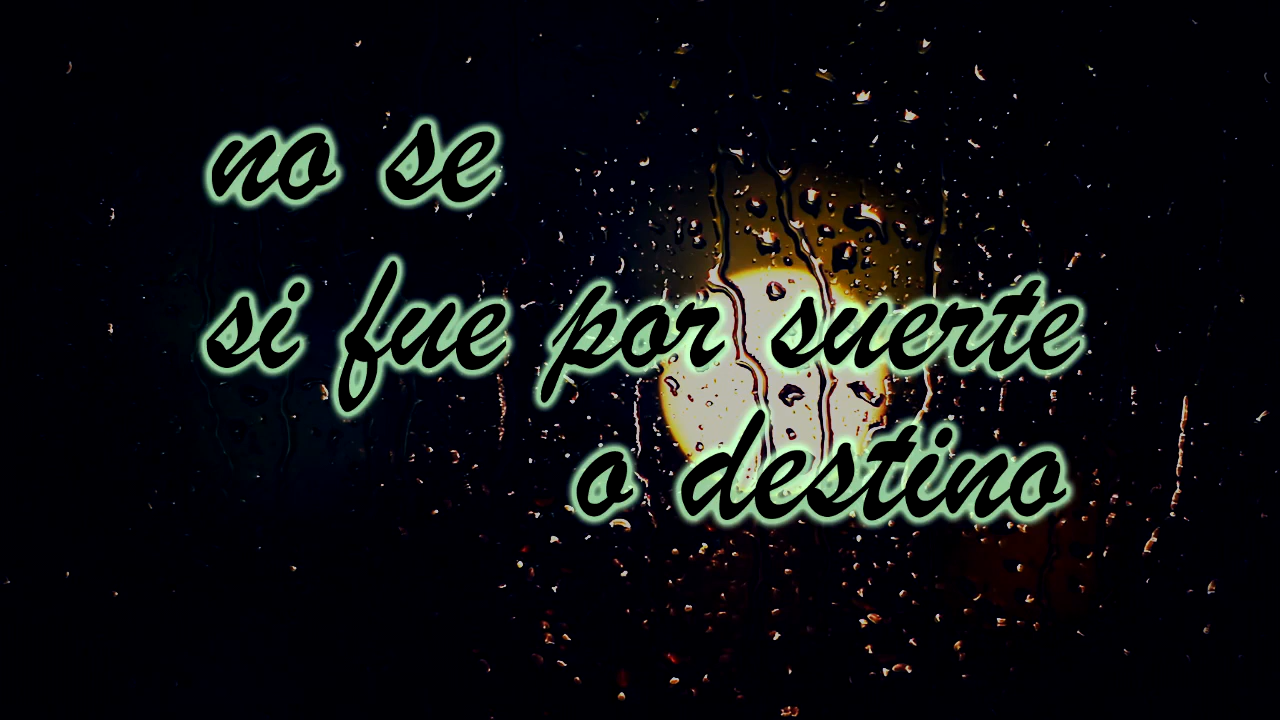 no se
si fue por suerte
o destino